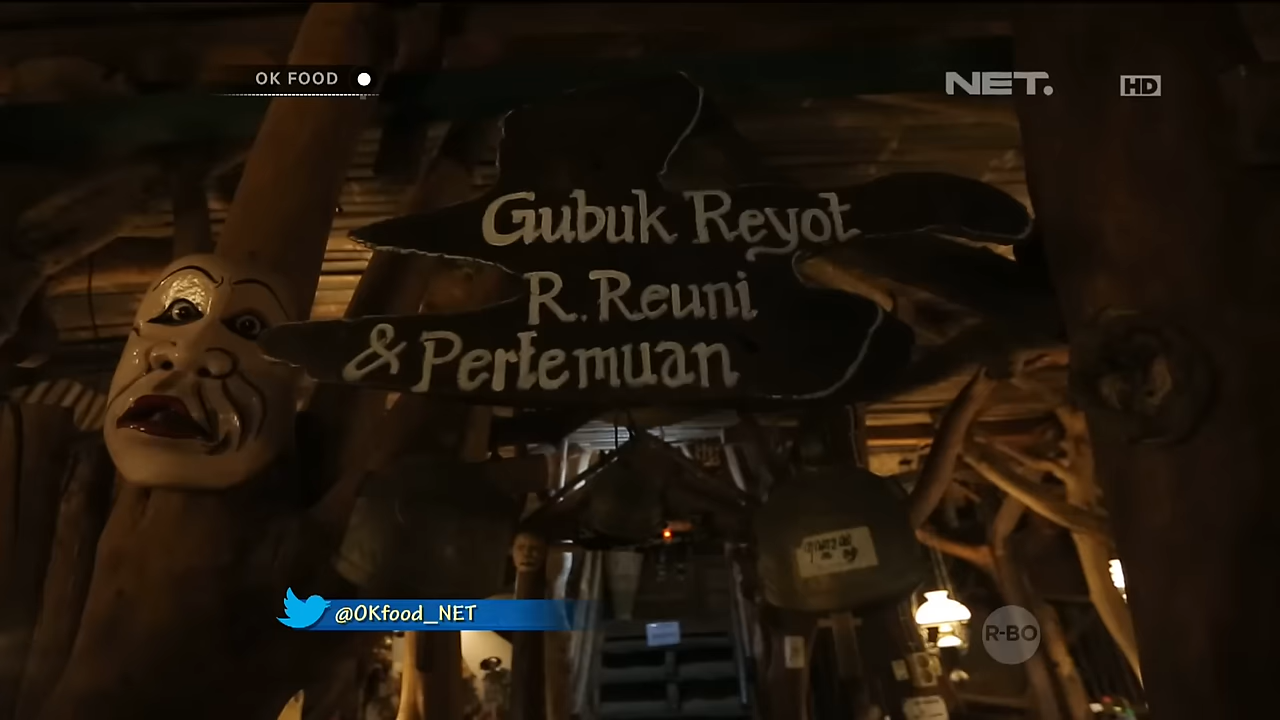 OK FOOD
NET.
HD
Gubuk Reyot
R. Reuni
& Pertemuan
@OKfood_NET
R-BO